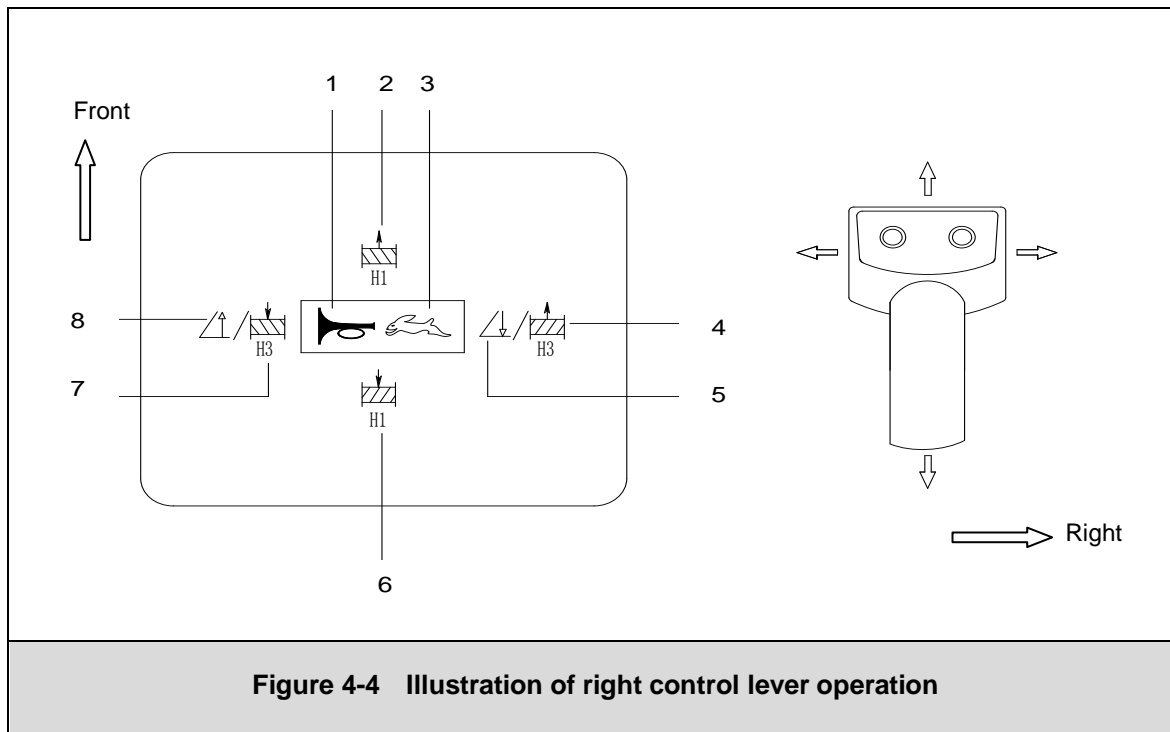 1 2 3
Front
H1
8 H3 H3 4
7 H1 5
6
Right
Figure 4-4 Illustration of right control lever operation